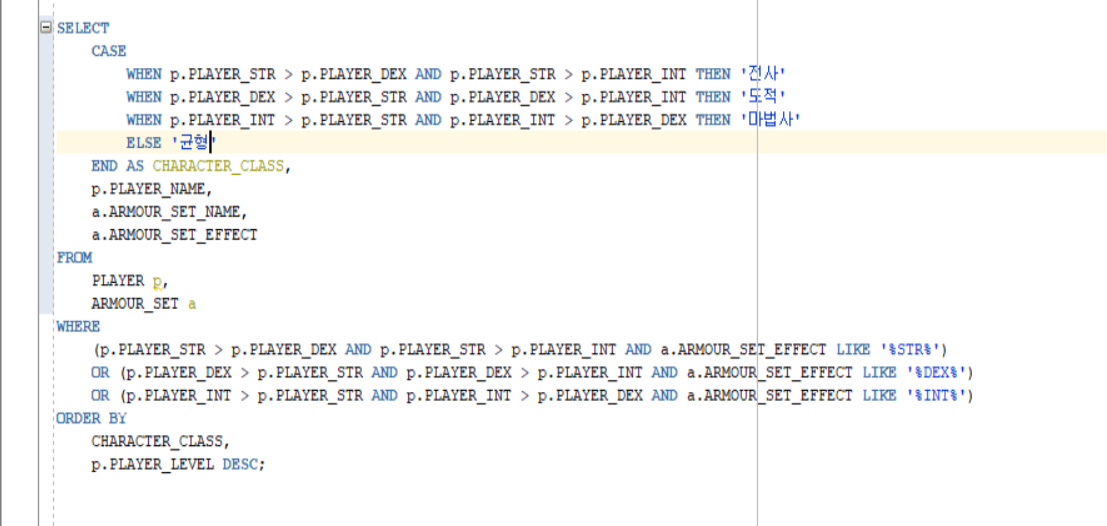 SELECT
CASE
WHEN p.PLAYER_STR > p.PLAYER_DEX AND p.PLAYER_STR > p.PLAYER_INT THEN '전사'
WHEN p.PLAYER_DEX > p.PLAYER_STR AND p.PLAYER_DEX > p.PLAYER_INT THEN '도적'
WHEN p.PLAYER_INT > p.PLAYER_STR AND p.PLAYER_INT > p.PLAYER_DEX THEN '마법사'
ELSE '균형'
END AS CHARACTER_CLASS,
p.PLAYER_NAME,
a.ARMOUR_SET_NAME,
a.ARMOUR_SET_EFFECT
FROM
PLAYER p,
ARMOUR_SET a
WHERE
(p.PLAYER_STR > p.PLAYER_DEX AND p.PLAYER_STR > p.PLAYER_INT AND a.ARMOUR_SET_EFFECT LIKE '%STR%')
OR (p.PLAYER_DEX > p.PLAYER_STR AND p.PLAYER_DEX > p.PLAYER_INT AND a.ARMOUR_SET_EFFECT LIKE '%DEX%')
OR (p.PLAYER_INT > p.PLAYER_STR AND p.PLAYER_INT > p.PLAYER_DEX AND a.ARMOUR_SET_EFFECT LIKE '%INT%')
ORDER BY
CHARACTER_CLASS,
p.PLAYER_LEVEL DESC;